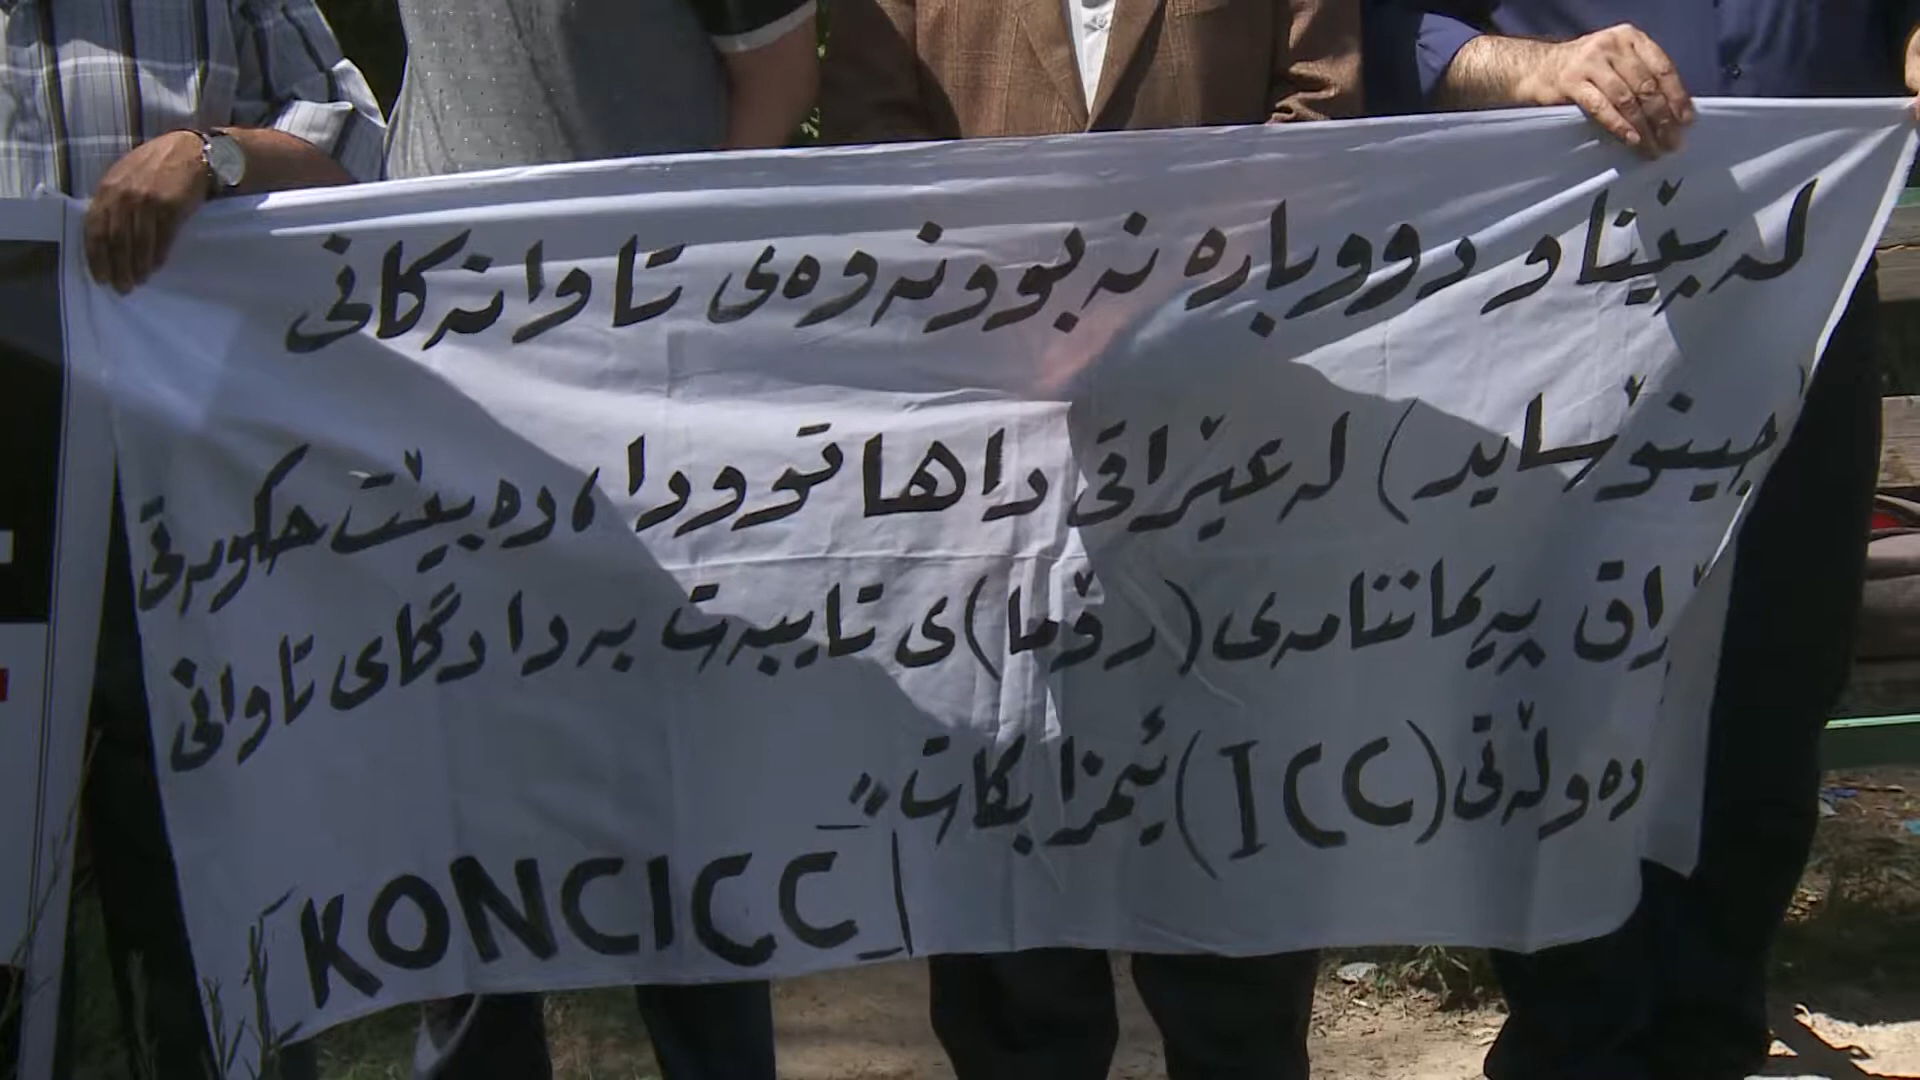 لە پێناو دووبارە نەبوونەوەی تاوانەکانی
(جینۆساید) لە عێراقی داهاتوودا، دەبێت حکومەتی
پەیماننامەی (رۆما)ی تایبەت بە دادگای تاوانی
دەوڵەتی (ICC) ئیمزا بکات"
KONCICC